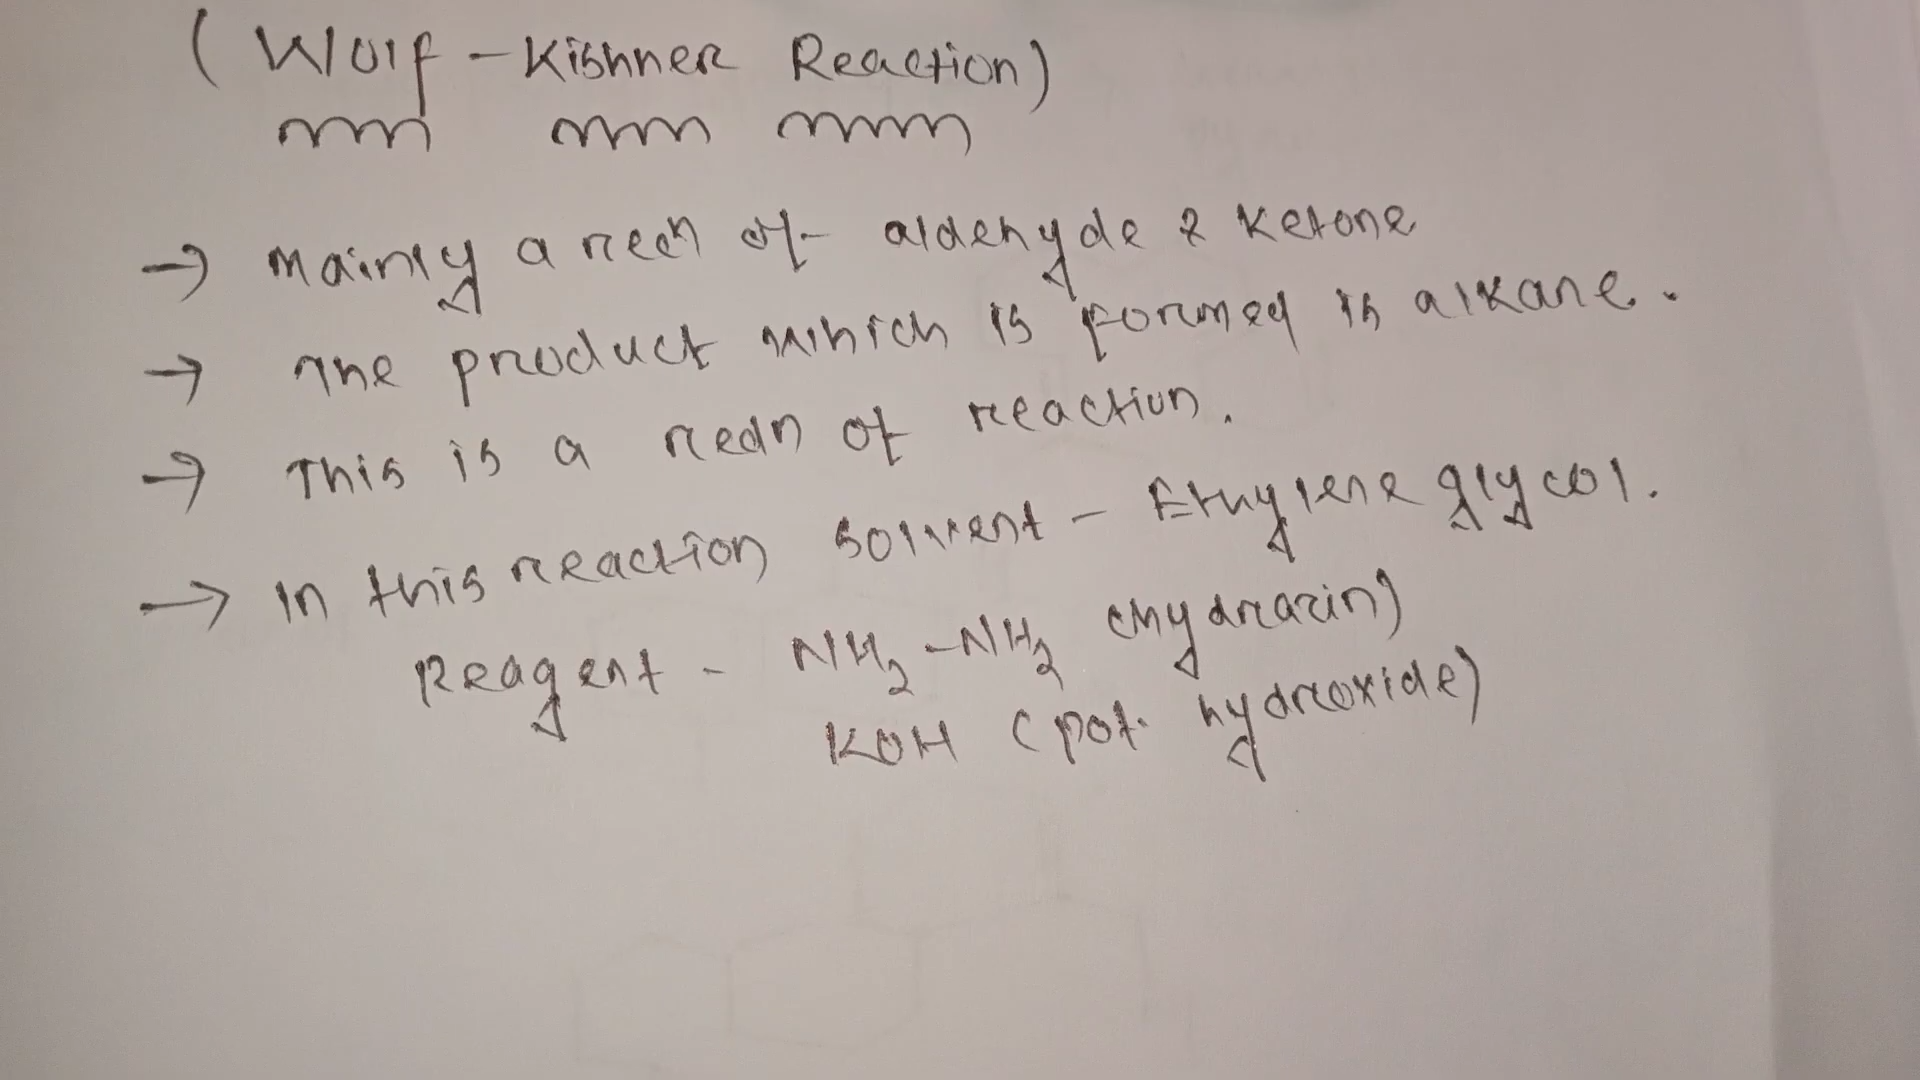 (Wolf-Kishner Reaction)
→ Mainly a recn of aldehyde & Ketone
→ The product which is formed is alkane.
→ This is a redn of reaction.
→ In this reaction solvent - Ethylene glycol.
Reagent - NH2-NH2 (hydrazin)
KOH (pot. hydroxide)